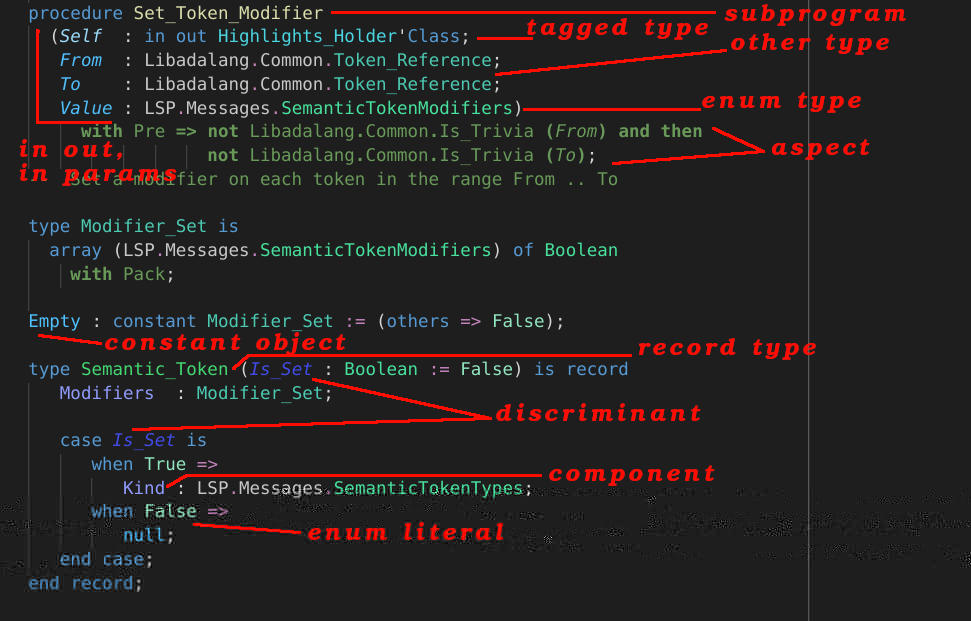 procedure Set_Token_Modifier subprogram
(Self : in out Highlights_Holder'Class; tagged type
From : Libadalang.Common.Token_Reference; other type
To : Libadalang.Common.Token_Reference;
Value : LSP.Messages.SemanticTokenModifiers) enum type
with Pre => not Libadalang.Common.Is_Trivia (From) and then
in out, not Libadalang.Common.Is_Trivia (To); aspect
in params
Set a modifier on each token in the range From .. To
type Modifier_Set is
array (LSP.Messages.SemanticTokenModifiers) of Boolean
with Pack;
Empty : constant Modifier_Set := (others => False);
constant object record type
type Semantic_Token (Is_Set : Boolean := False) is record
Modifiers : Modifier_Set;
discriminant
case Is_Set is
when True =>
component
Kind : LSP.Messages.SemanticTokenTypes;
when False =>
enum literal
null;
end case;
end record;